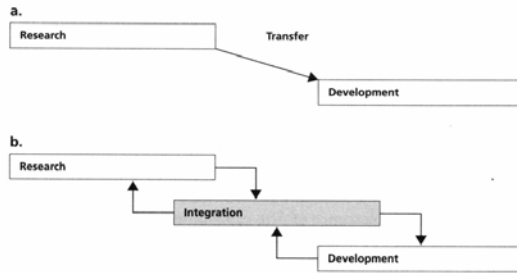 a.
Research
Transfer
Development
b.
Research
Integration
Development